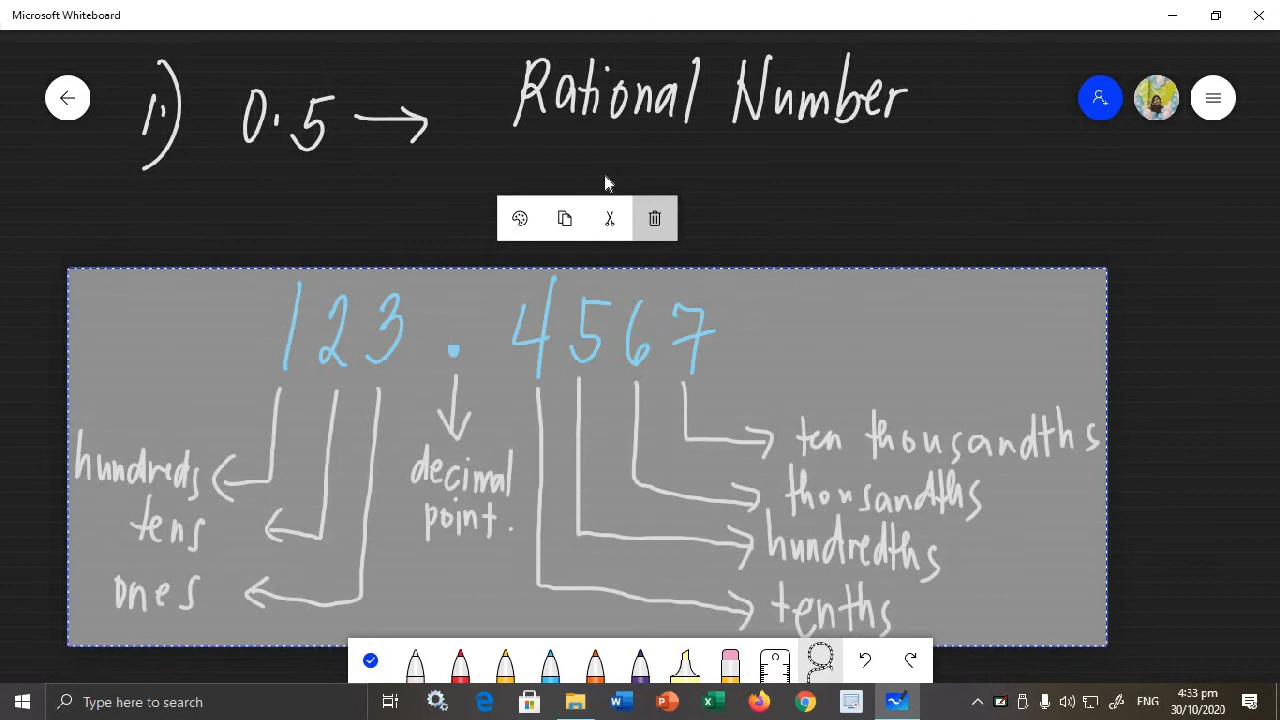 Microsoft Whiteboard
1) 0.5 → Rational Number
123.4567
hundreds
tens
ones
decimal
point.
ten thousandths
thousandths
hundredths
tenths
Type here to search
ENG
4:33 pm
30/10/2020